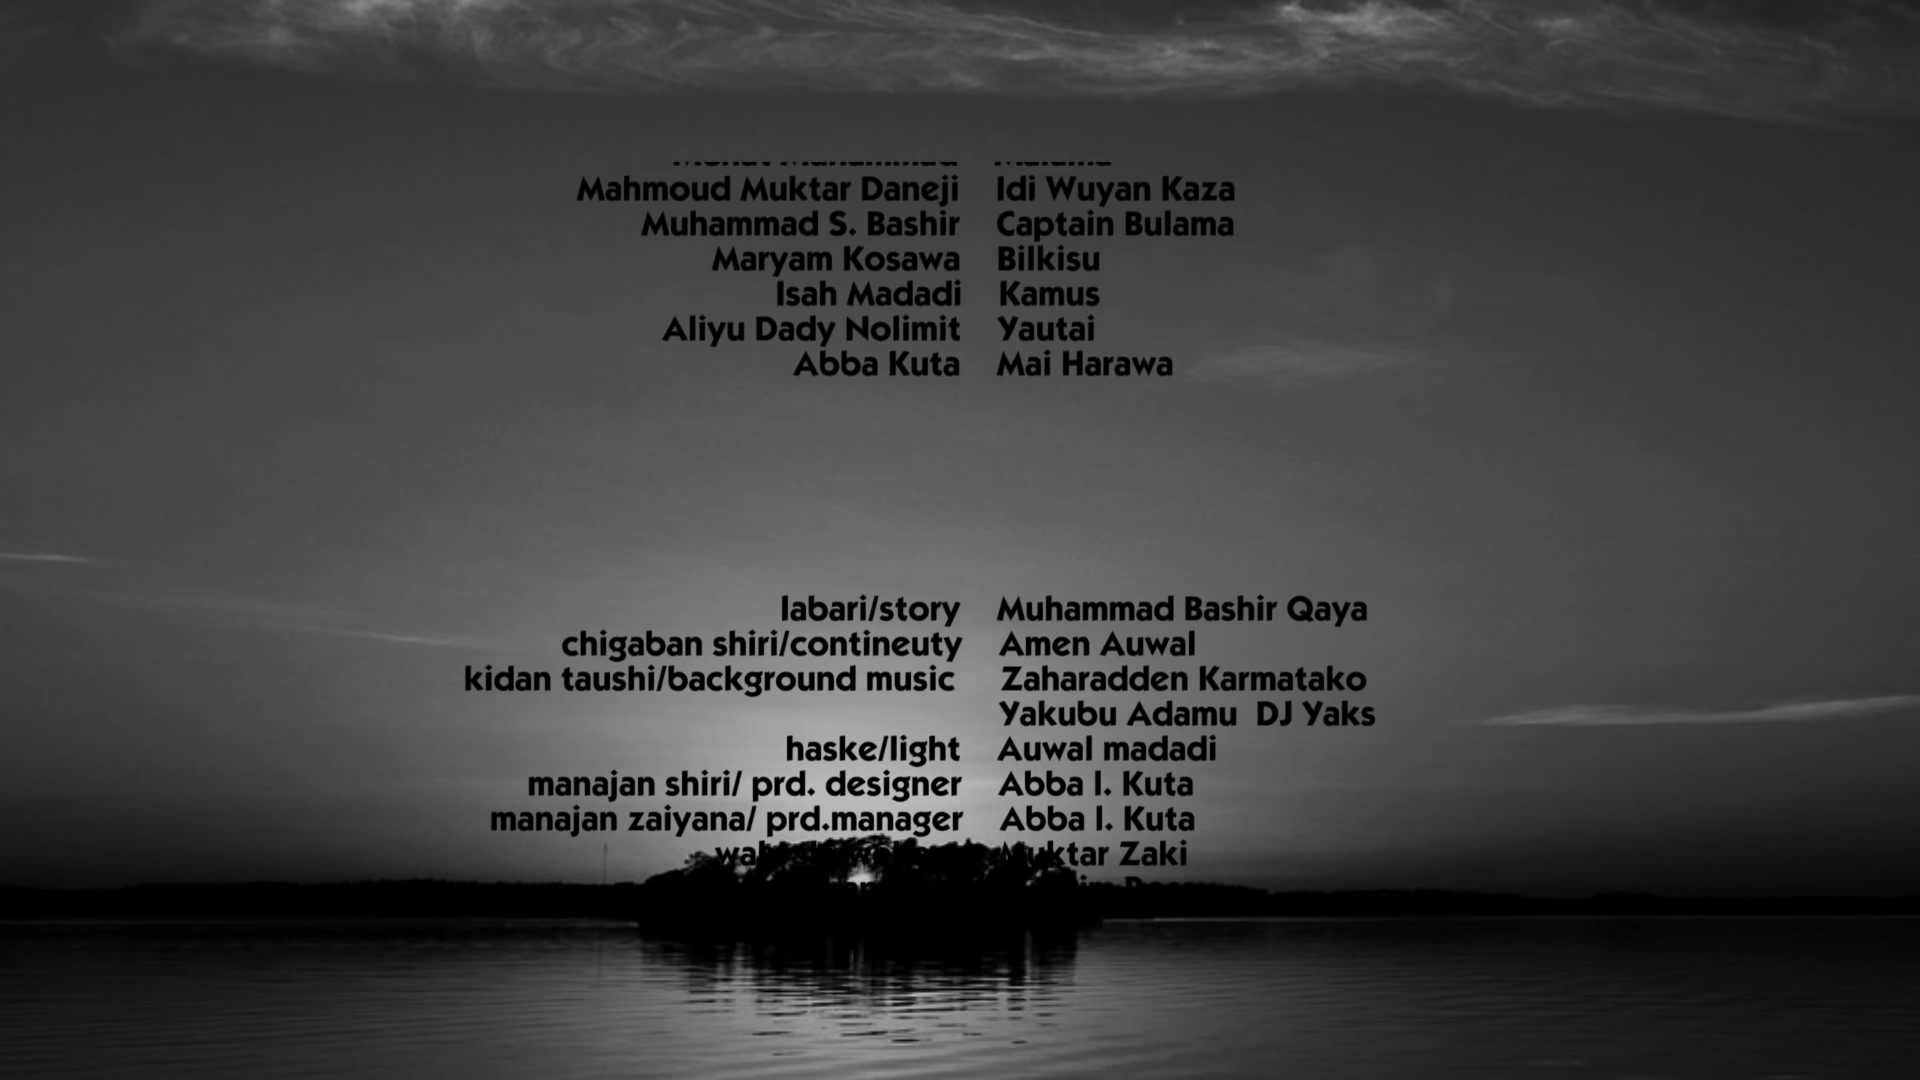 Mahmoud Muktar Daneji Idi Wuyan Kaza
Muhammad S. Bashir Captain Bulama
Maryam Kosawa Bilkisu
Isah Madadi Kamus
Aliyu Dady Nolimit Yautai
Abba Kuta Mai Harawa
labari/story Muhammad Bashir Qaya
chigaban shiri/contineuty Amen Auwal
kidan taushi/background music Zaharadden Karmatako
Yakubu Adamu DJ Yaks
haske/light Auwal madadi
manajan shiri/ prd. designer Abba I. Kuta
manajan zaiyana/ prd.manager Abba I. Kuta
Muktar Zaki